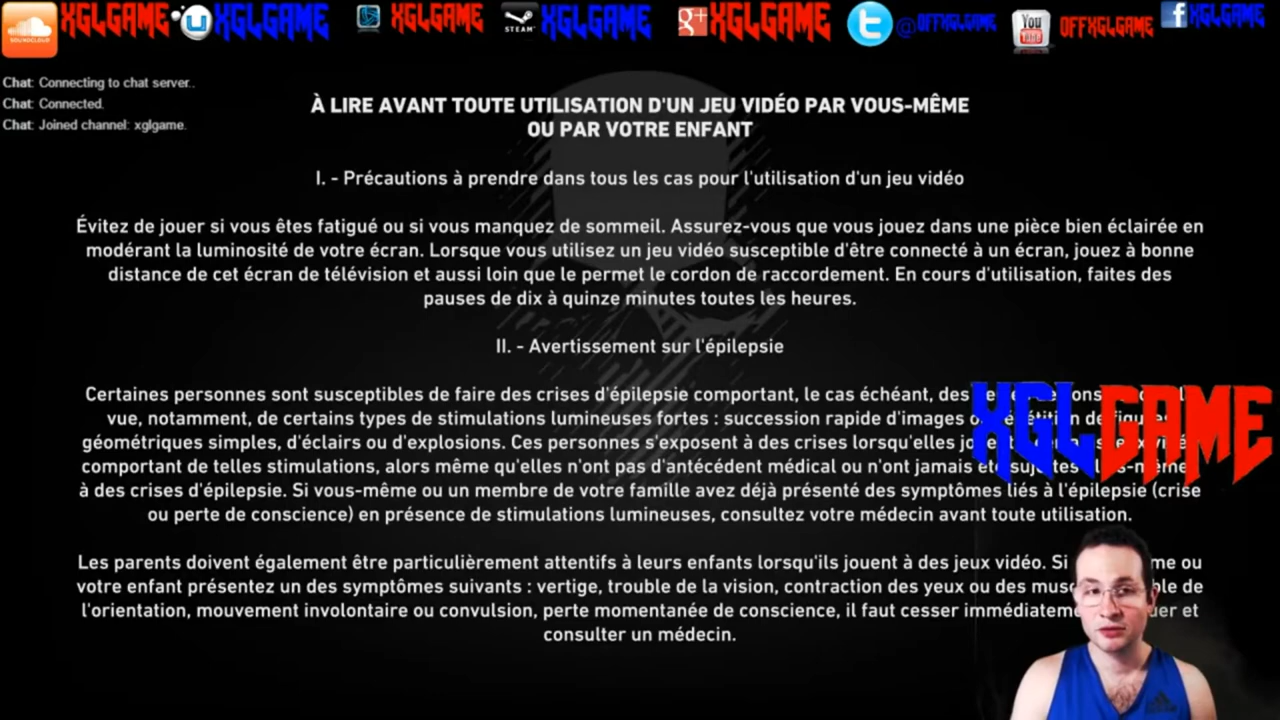 XGLGAME XGLGAME XGLGAME XGLGAME XGLGAME @OFFXGLGAME OFFXGLGAME XGLGAME
SOUNDCLOUD STEAM You Tube
Chat: Connecting to chat server..
Chat: Connected.
Chat: Joined channel: xglgame.
À LIRE AVANT TOUTE UTILISATION D'UN JEU VIDÉO PAR VOUS-MÊME
OU PAR VOTRE ENFANT
I. - Précautions à prendre dans tous les cas pour l'utilisation d'un jeu vidéo
Évitez de jouer si vous êtes fatigué ou si vous manquez de sommeil. Assurez-vous que vous jouez dans une pièce bien éclairée en
modérant la luminosité de votre écran. Lorsque vous utilisez un jeu vidéo susceptible d'être connecté à un écran, jouez à bonne
distance de cet écran de télévision et aussi loin que le permet le cordon de raccordement. En cours d'utilisation, faites des
pauses de dix à quinze minutes toutes les heures.
II. - Avertissement sur l'épilepsie
Certaines personnes sont susceptibles de faire des crises d'épilepsie comportant, le cas échéant, des
vue, notamment, de certains types de stimulations lumineuses fortes : succession rapide d'images de figures
géométriques simples, d'éclairs ou d'explosions. Ces personnes s'exposent à des crises lorsqu'elles
comportant de telles stimulations, alors même qu'elles n'ont pas d'antécédent médical ou n'ont jamais été
XGLGAME
à des crises d'épilepsie. Si vous-même ou un membre de votre famille avez déjà présenté des symptômes liés à l'épilepsie (crise
ou perte de conscience) en présence de stimulations lumineuses, consultez votre médecin avant toute utilisation.
Les parents doivent également être particulièrement attentifs à leurs enfants lorsqu'ils jouent à des jeux vidéo. Si ou
votre enfant présentez un des symptômes suivants : vertige, trouble de la vision, contraction des yeux ou des de
l'orientation, mouvement involontaire ou convulsion, perte momentanée de conscience, il faut cesser et
consulter un médecin.